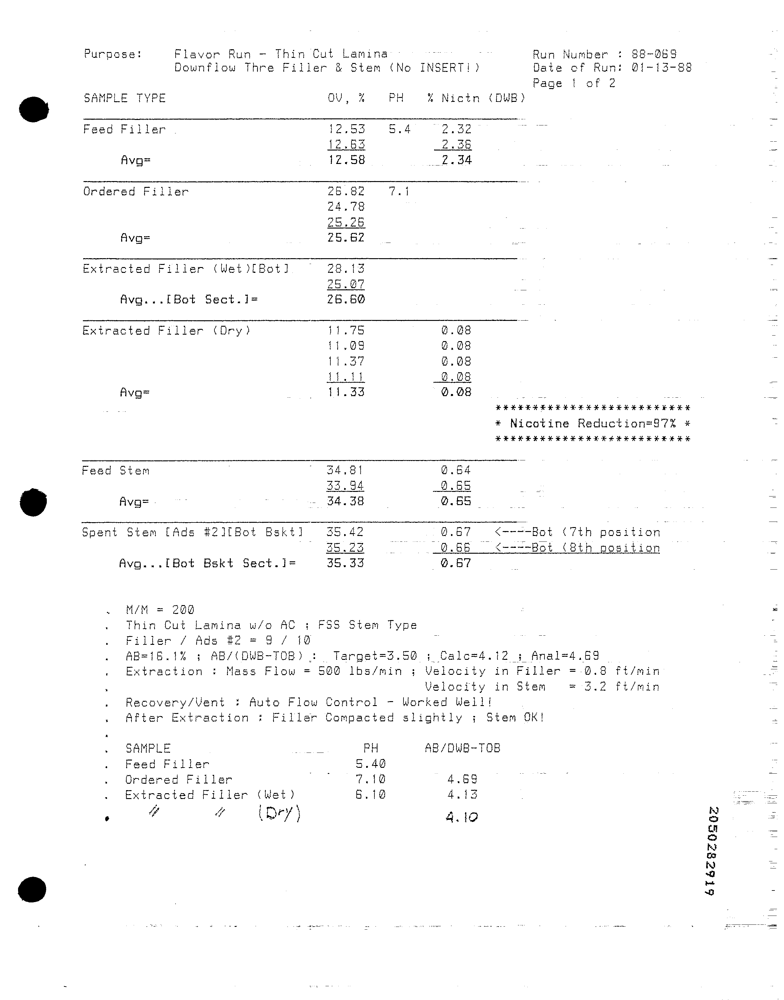 Purpose: Flavor Run - Thin Cut Lamina Run Number : 88-069
Downflow Thre Filler & Stem (No INSERT!) Date of Run: 01-13-88
Page 1 of 2
SAMPLE TYPE OV, % PH % Nictn (DWB)
Feed Filler 12.53 5.4 2.32
12.63 2.36
Avg= 12.58 2.34
Ordered Filler 26.82 7.1
24.78
25.26
Avg= 25.62
Extracted Filler (Wet)[Bot] 28.13
25.07
Avg...[Bot Sect.]= 26.60
Extracted Filler (Dry) 11.75 0.08
11.09 0.08
11.37 0.08
11.11 0.08
Avg= 11.33 0.08
**************************
* Nicotine Reduction=97% *
**************************
Feed Stem 34.81 0.64
33.94 0.65
Avg= 34.38 0.65
Spent Stem [Ads #2][Bot Bskt] 35.42 0.67 <----Bot (7th position
35.23 0.66 <----Bot (8th position
Avg...[Bot Bskt Sect.]= 35.33 0.67
. M/M = 200
. Thin Cut Lamina w/o AC ; FSS Stem Type
. Filler / Ads #2 = 9 / 10
. AB=16.1% ; AB/(DWB-TOB) : Target=3.50 ; Calc=4.12 ; Anal=4.69
. Extraction : Mass Flow = 500 lbs/min ; Velocity in Filler = 0.8 ft/min
. Velocity in Stem = 3.2 ft/min
. Recovery/Vent : Auto Flow Control - Worked Well!
. After Extraction : Filler Compacted slightly ; Stem OK!
.
. SAMPLE PH AB/DWB-TOB
. Feed Filler 5.40
. Ordered Filler 7.10 4.69
. Extracted Filler (Wet) 6.10 4.13
. " " (Dry) 4.10
2050282919